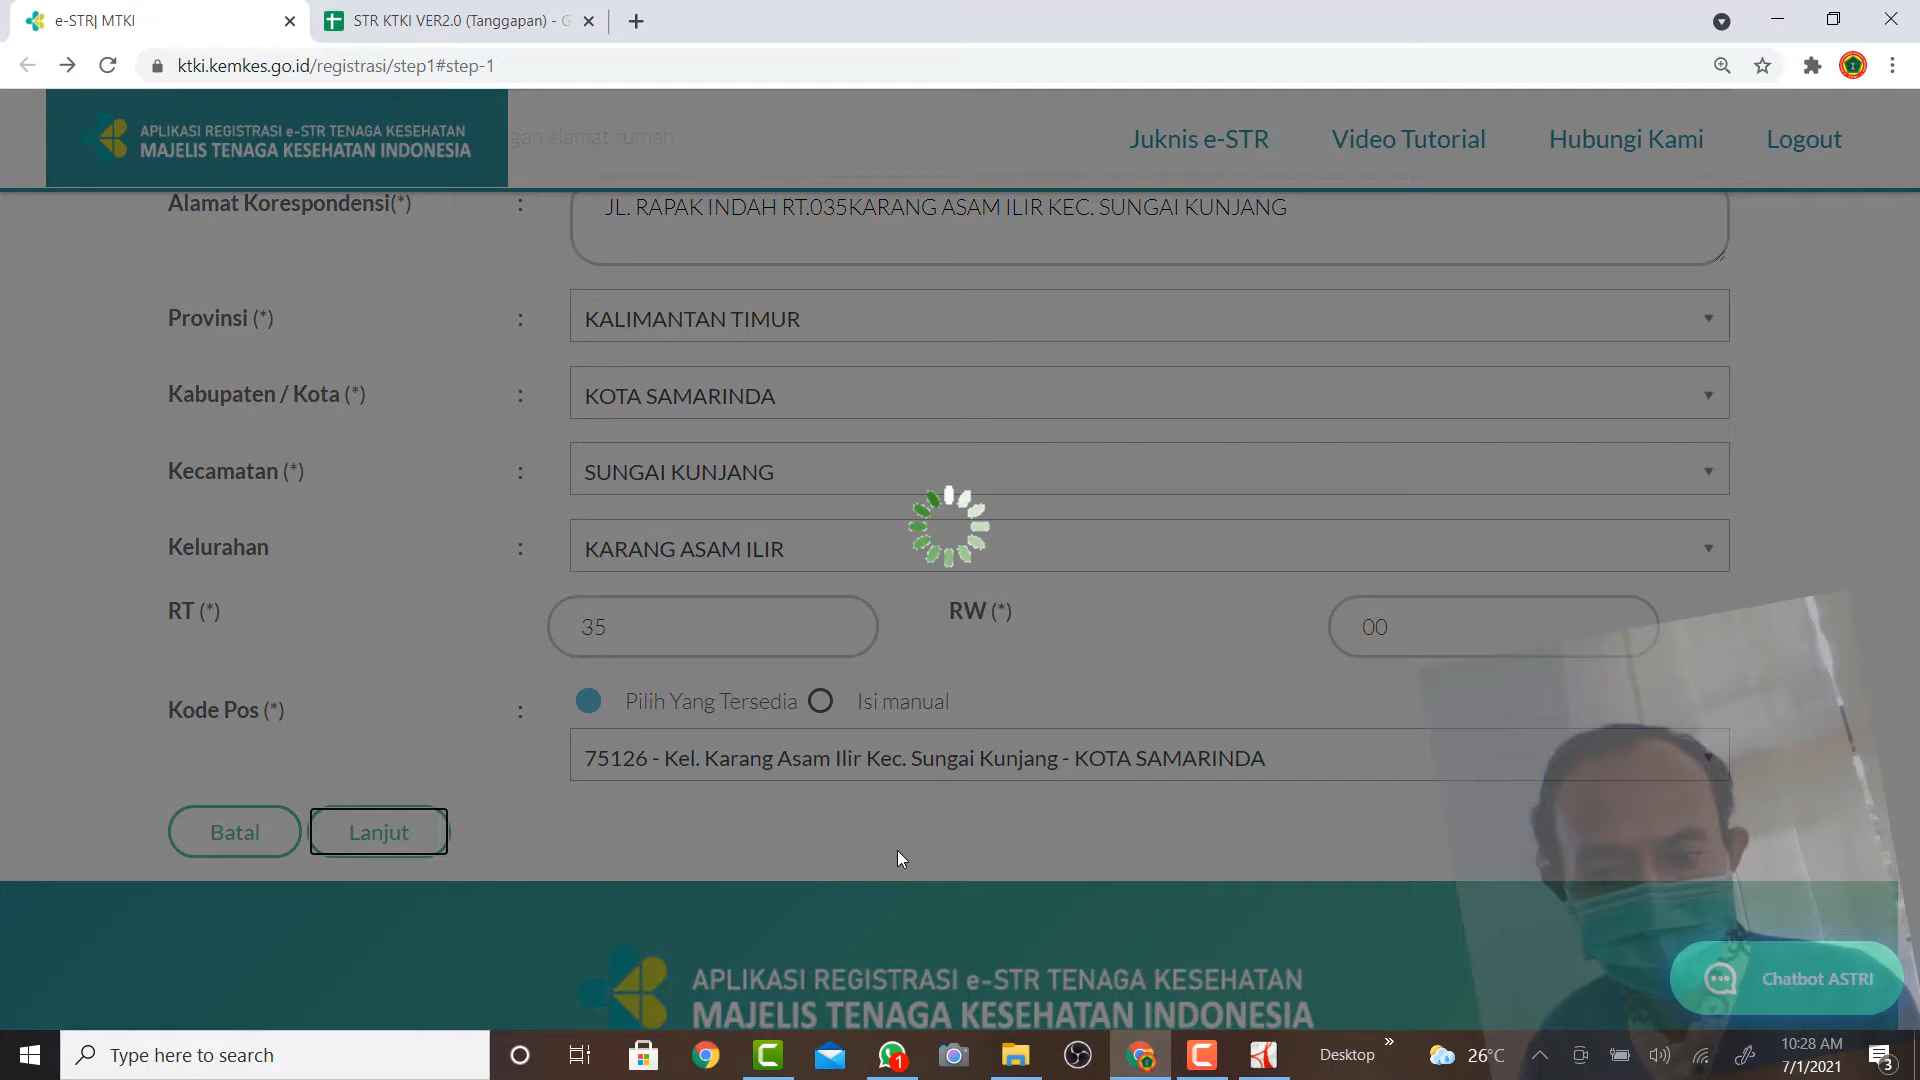 e-STR| MTKI
STR KTKI VER2.0 (Tanggapan) - G
ktki.kemkes.go.id/registrasi/step1#step-1
APLIKASI REGISTRASI e-STR TENAGA KESEHATAN
MAJELIS TENAGA KESEHATAN INDONESIA
gan alamat rumah
Juknis e-STR
Video Tutorial
Hubungi Kami
Logout
Alamat Korespondensi(*) :
JL. RAPAK INDAH RT.035KARANG ASAM ILIR KEC. SUNGAI KUNJANG
Provinsi (*) : KALIMANTAN TIMUR
Kabupaten / Kota (*) : KOTA SAMARINDA
Kecamatan (*) : SUNGAI KUNJANG
Kelurahan : KARANG ASAM ILIR
RT (*) : 35 RW (*) 00
Kode Pos (*) : Pilih Yang Tersedia Isi manual
75126 - Kel. Karang Asam Ilir Kec. Sungai Kunjang - KOTA SAMARINDA
Batal
Lanjut
APLIKASI REGISTRASI e-STR TENAGA KESEHATAN
MAJELIS TENAGA KESEHATAN INDONESIA
Chatbot ASTRI
Type here to search
1
Desktop
»
26°C
10:28 AM
7/1/2021
3